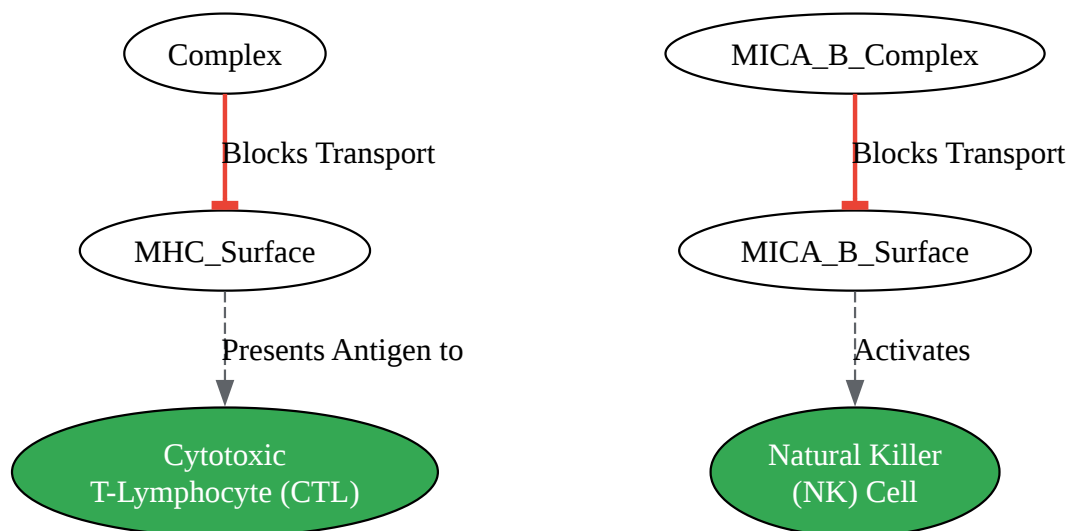 Complex
MICA_B_Complex
Blocks Transport
Blocks Transport
MHC_Surface
MICA_B_Surface
Presents Antigen to
Activates
Cytotoxic
T-Lymphocyte (CTL)
Natural Killer
(NK) Cell